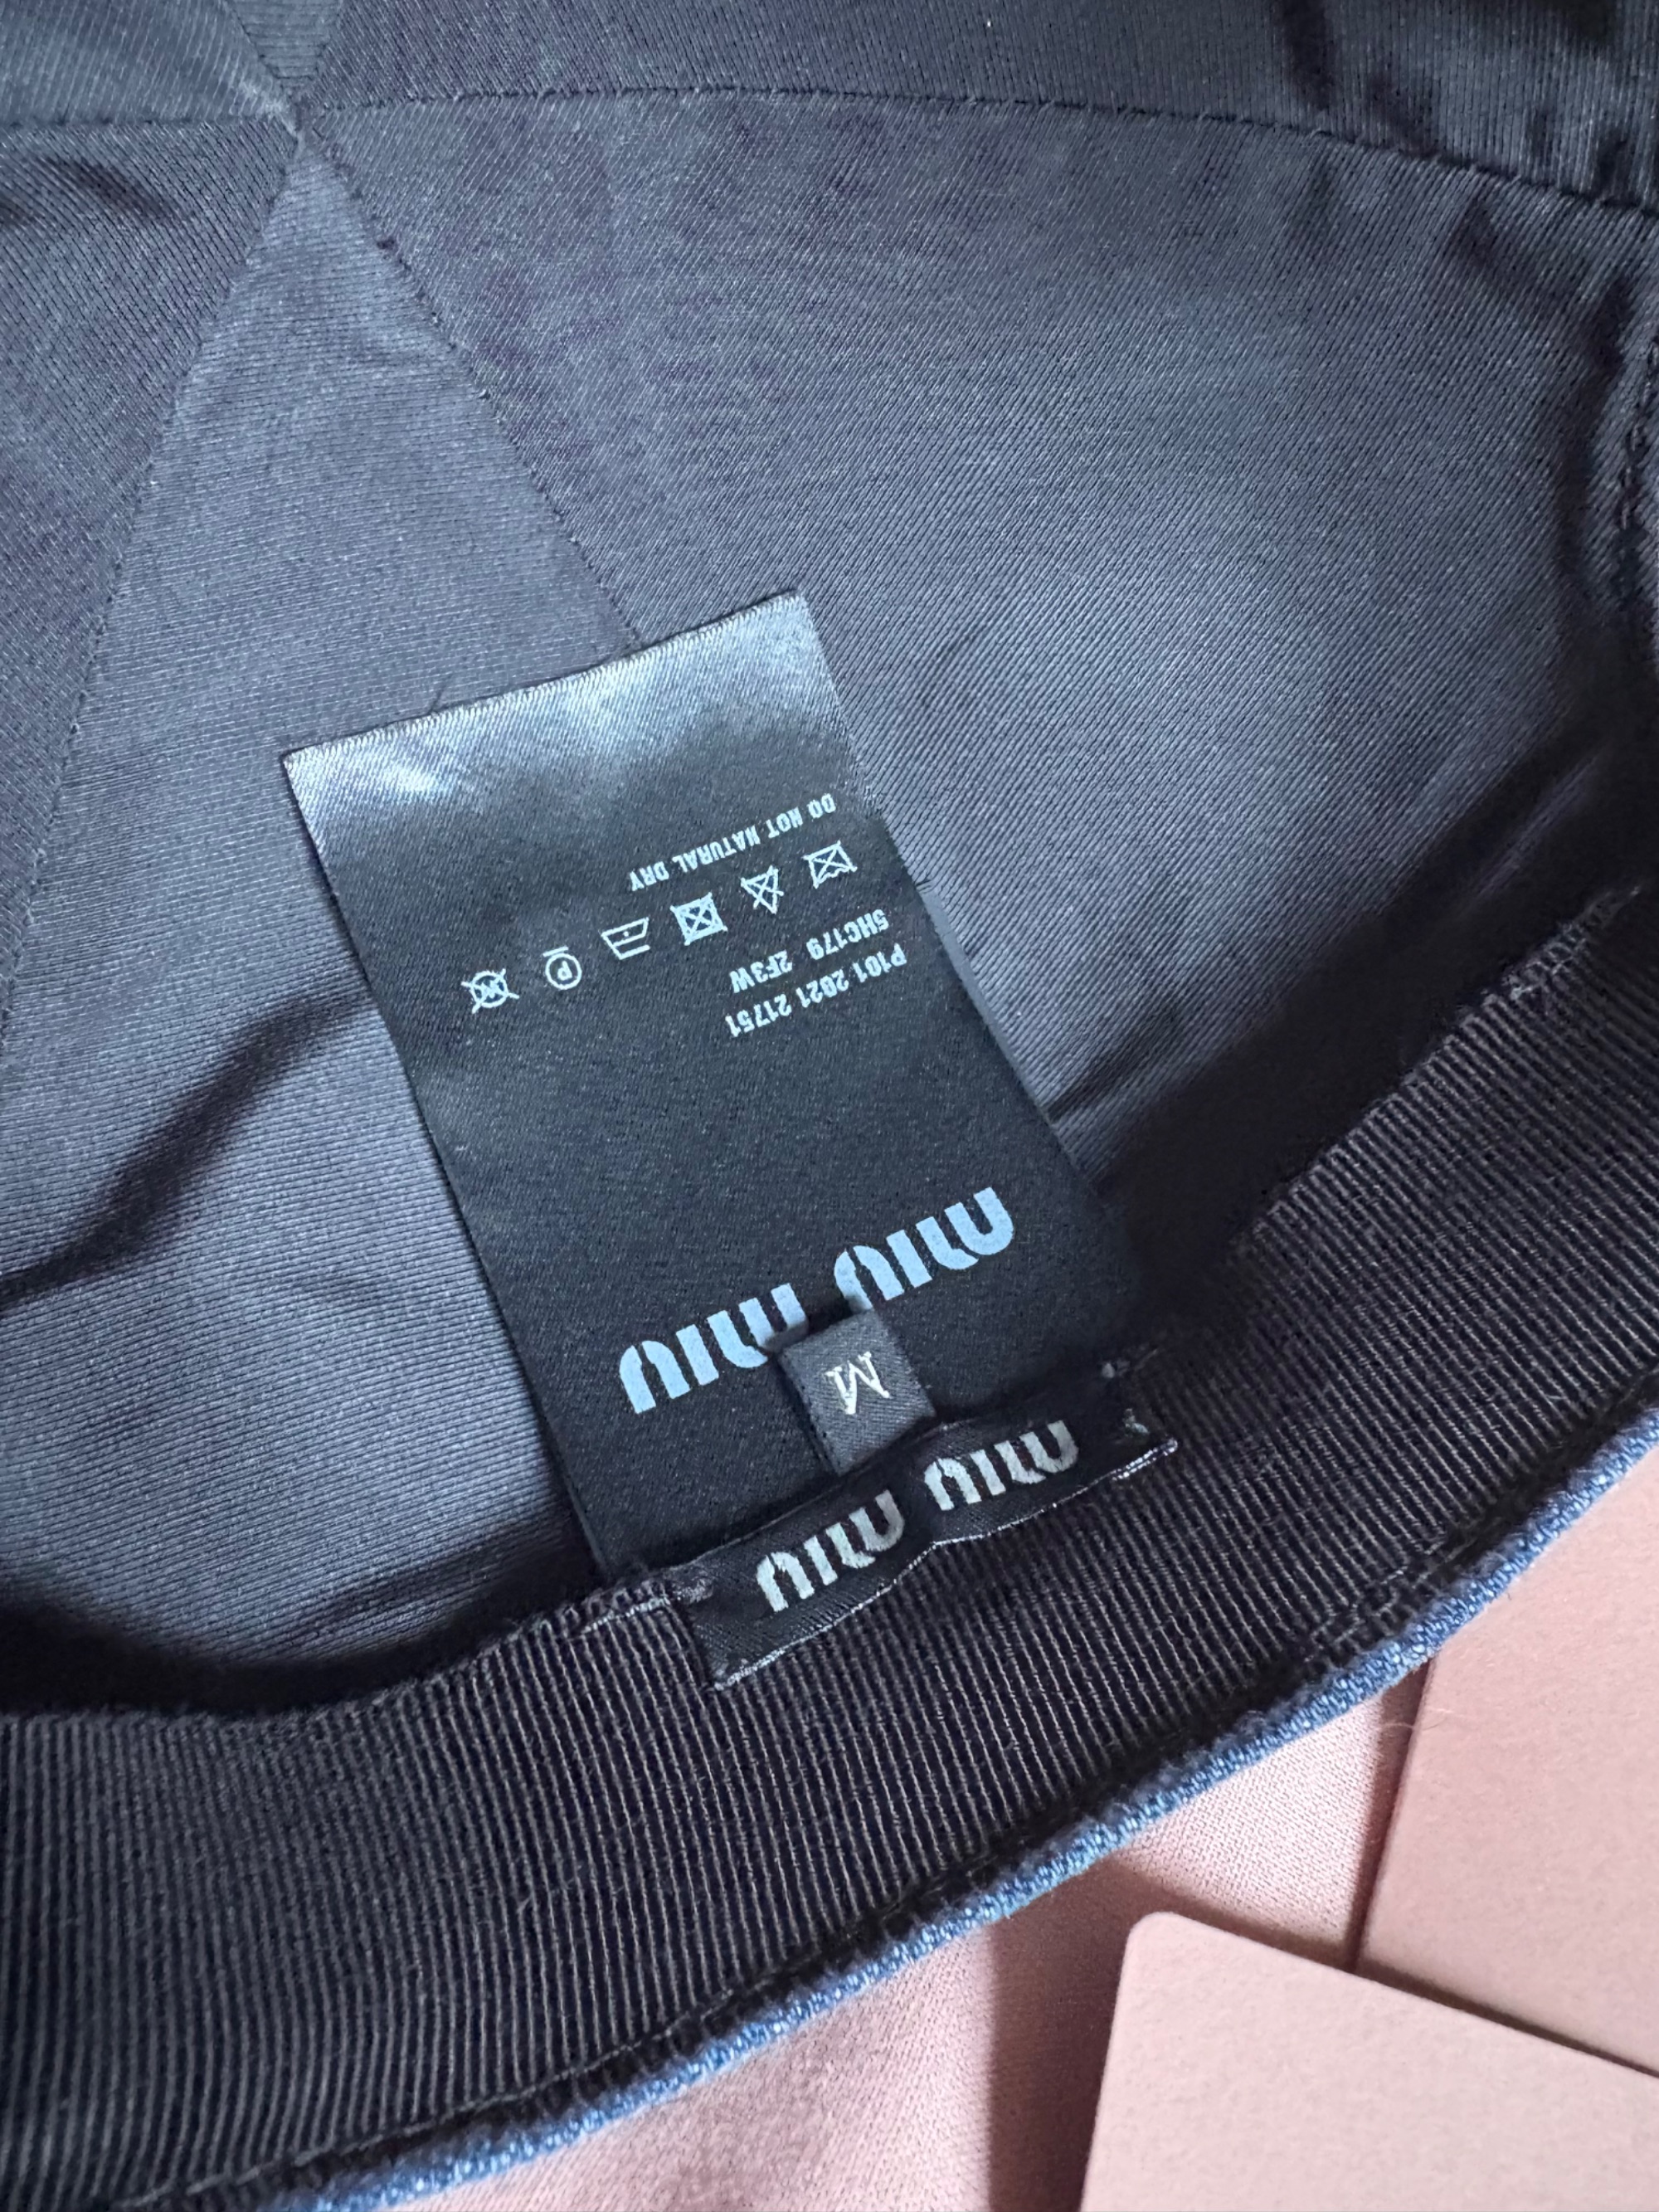 MIU MIU
M
MIU MIU
P101 2021 21751
5HC179 2F3W
DO NOT NATURAL DRY